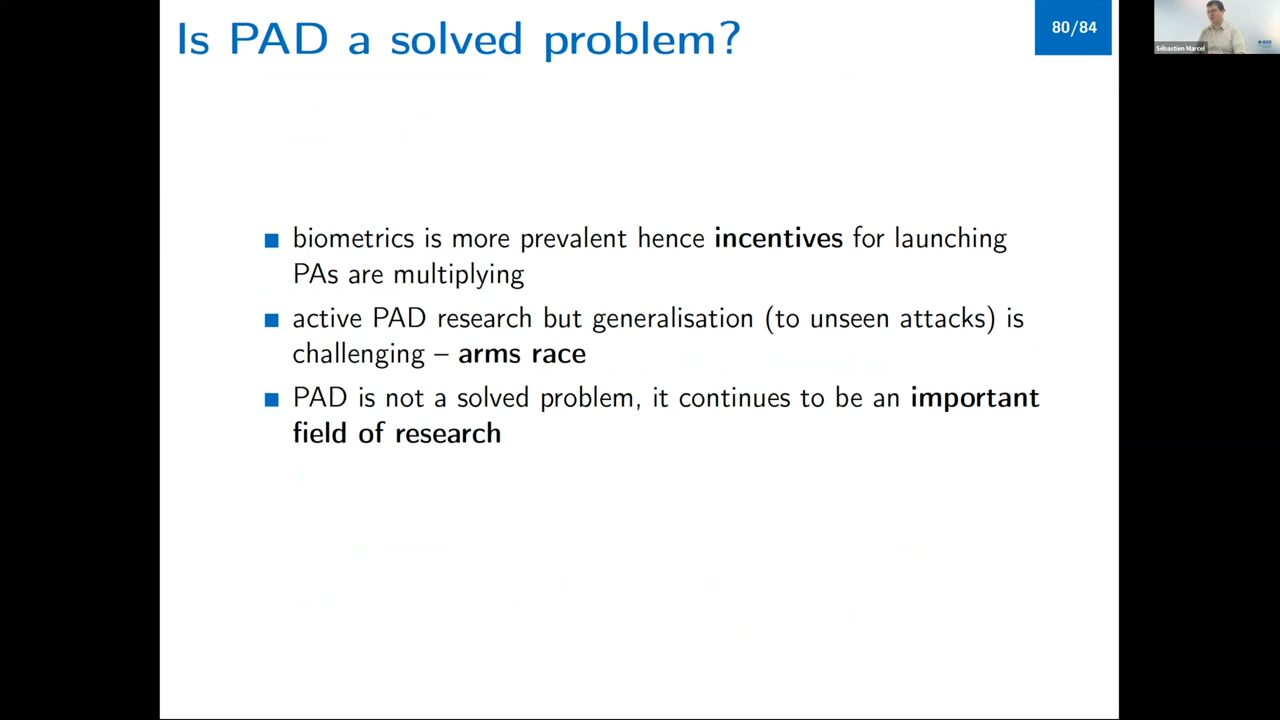 Is PAD a solved problem?
80/84
Sébastien Marcel
biometrics is more prevalent hence incentives for launching
PAs are multiplying
active PAD research but generalisation (to unseen attacks) is
challenging – arms race
PAD is not a solved problem, it continues to be an important
field of research